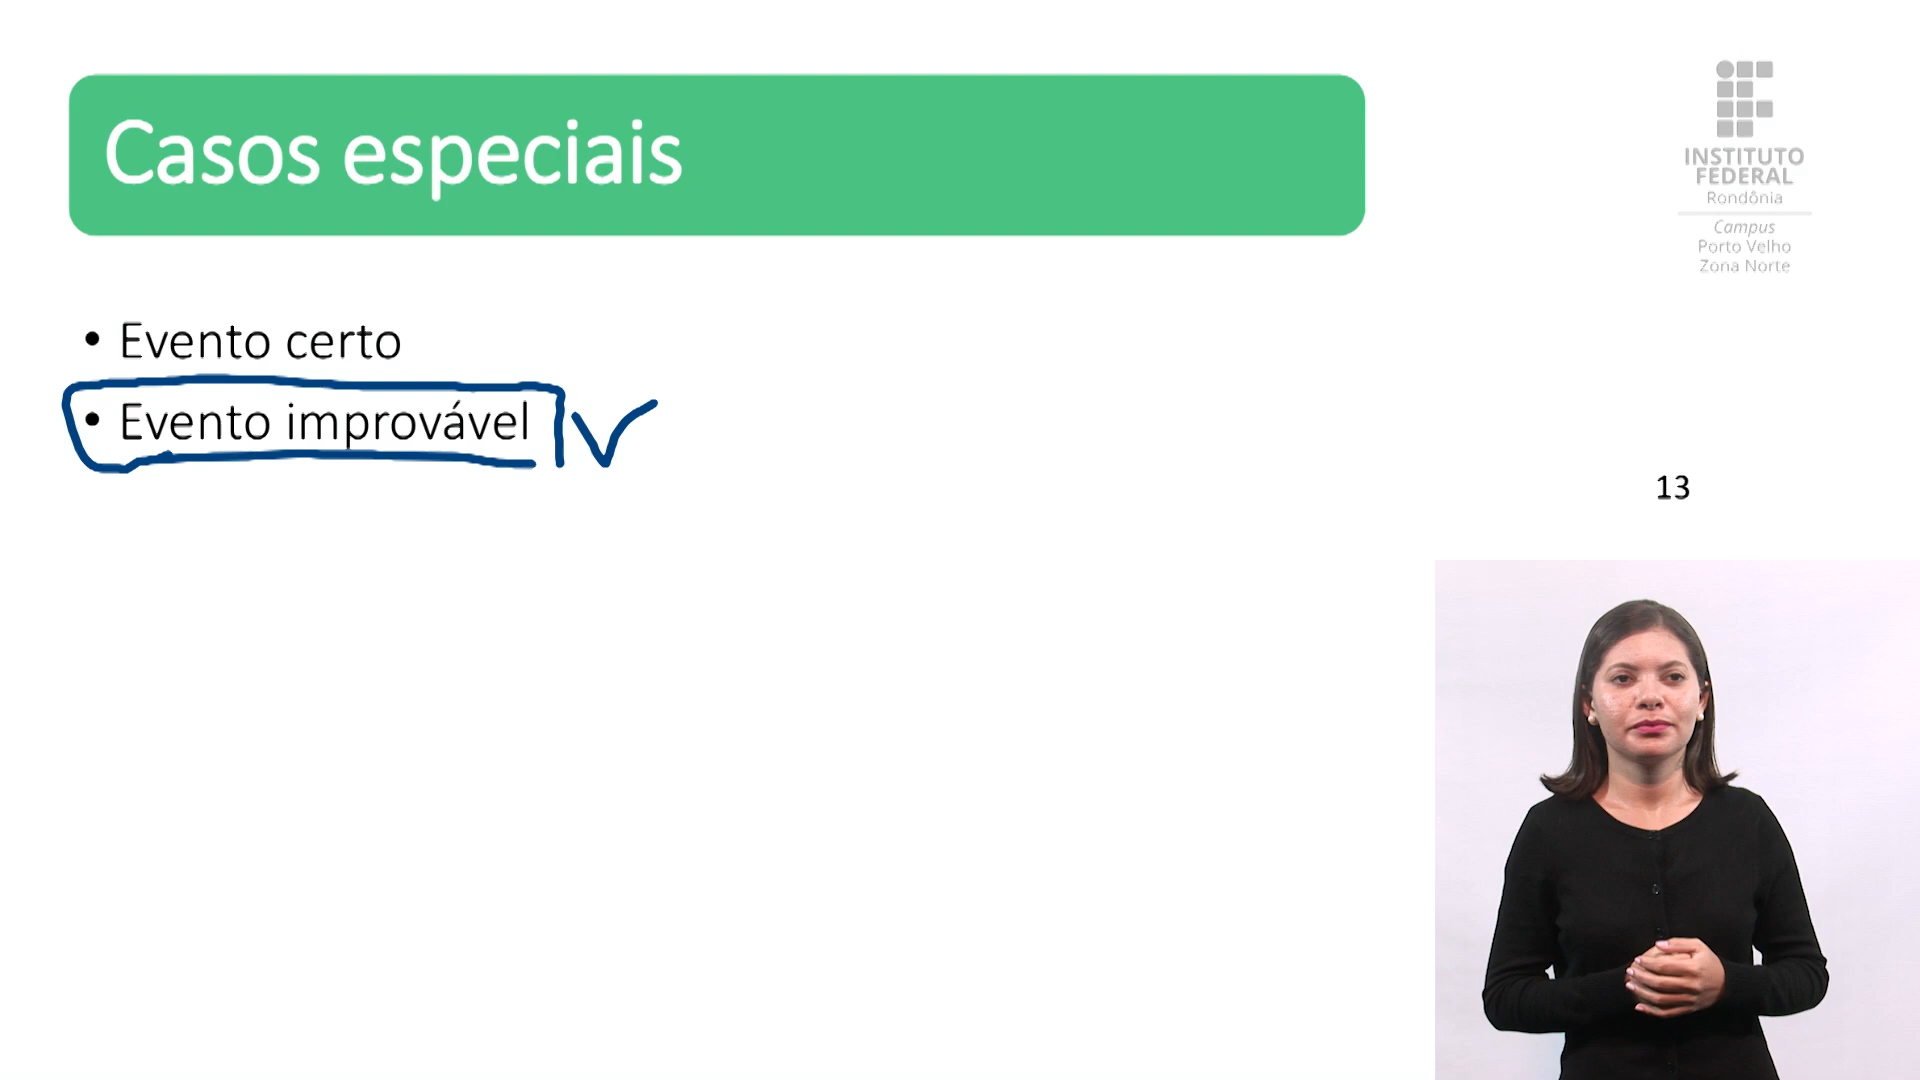 Casos especiais
INSTITUTO
FEDERAL
Rondônia
Campus
Porto Velho
Zona Norte
• Evento certo
• Evento improvável
13